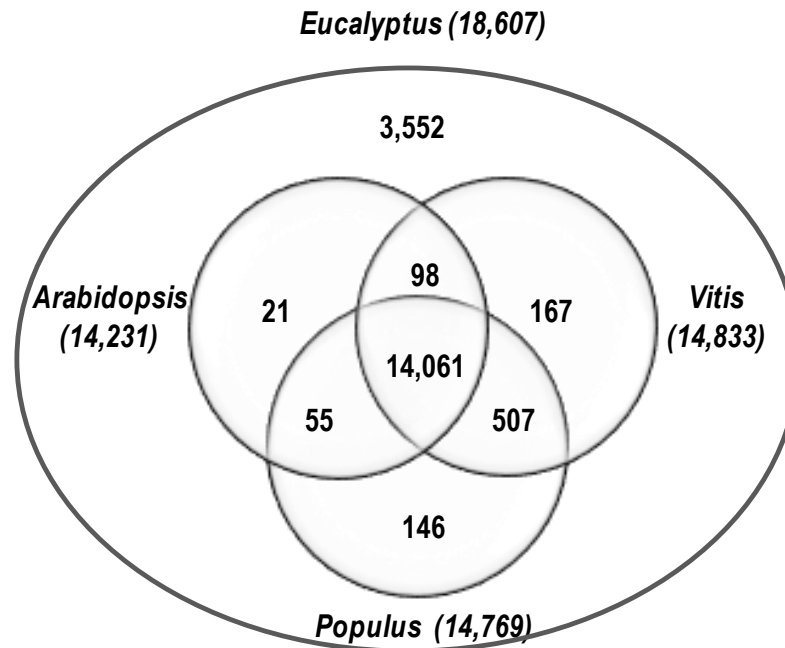 Eucalyptus (18,607)
3,552
98
Arabidopsis
(14,231)
21
167
Vitis
(14,833)
14,061
55
507
146
Populus (14,769)